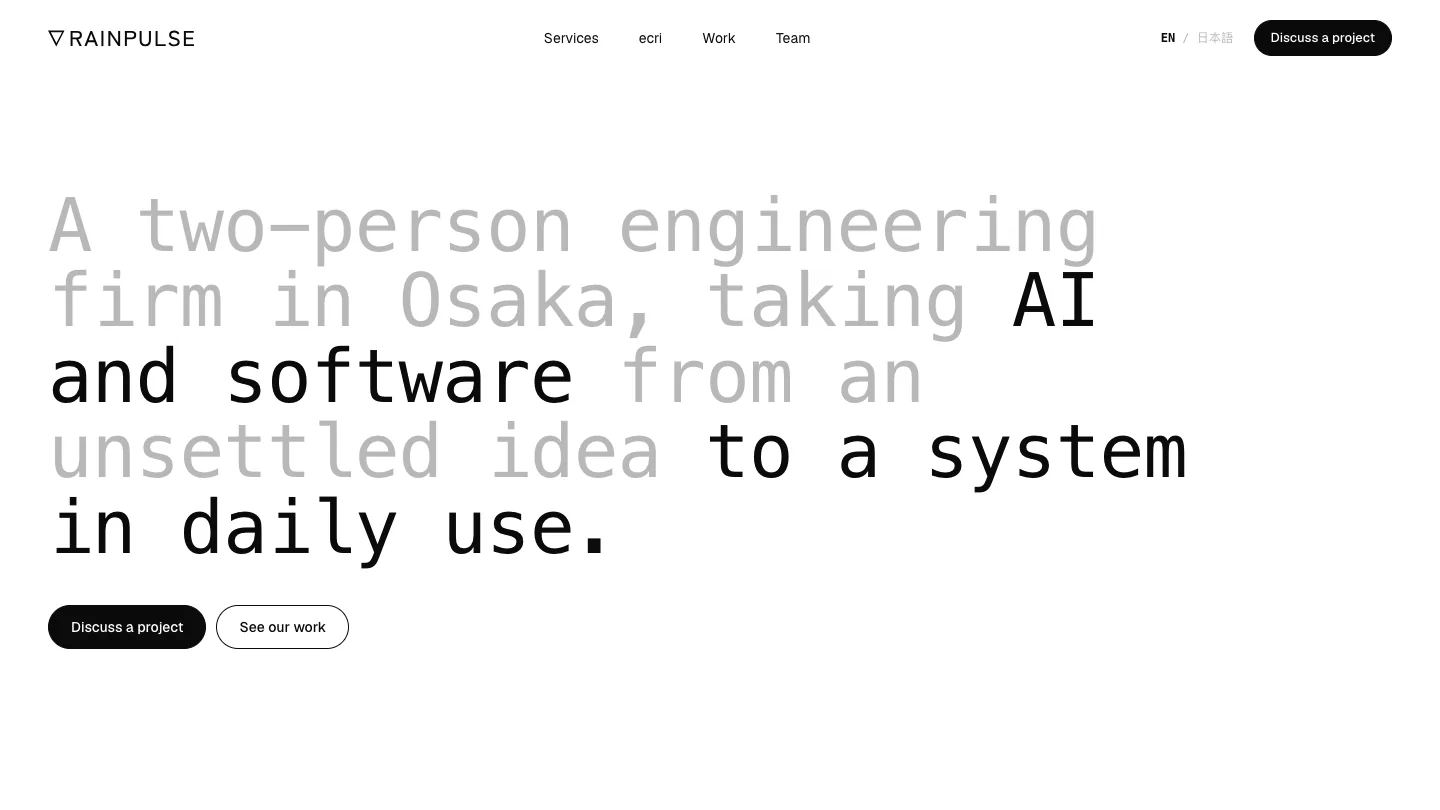 RAINPULSE
Services
ecri
Work
Team
EN / 日本語
Discuss a project
A two-person engineering
firm in Osaka, taking AI
and software from an
unsettled idea to a system
in daily use.
Discuss a project
See our work